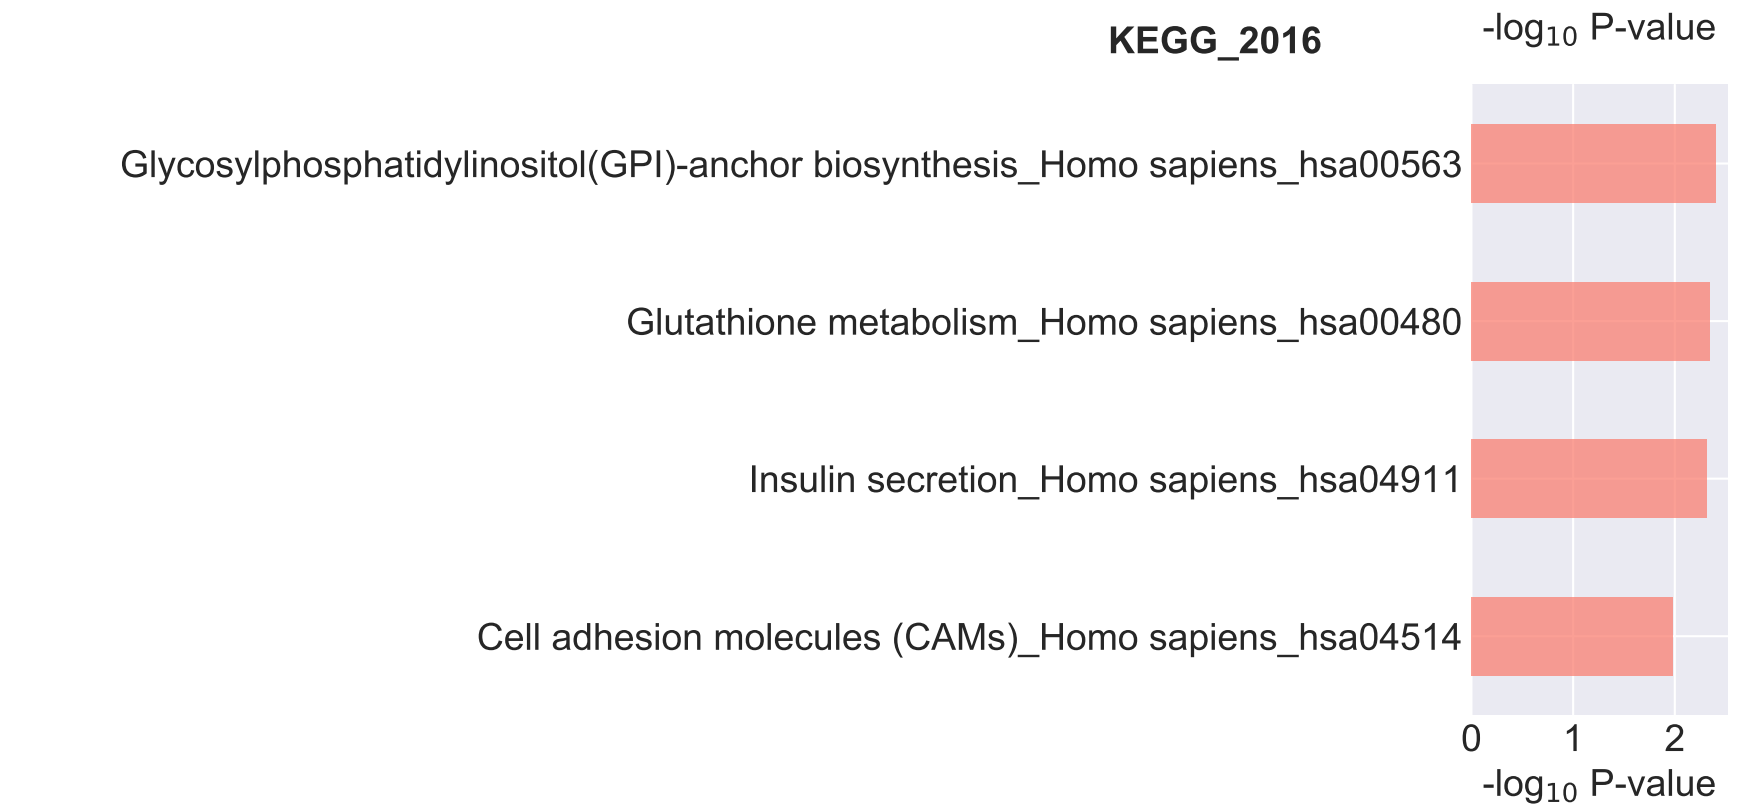 KEGG_2016
-log₁₀ P-value
Glycosylphosphatidylinositol(GPI)-anchor biosynthesis_Homo sapiens_hsa00563
Glutathione metabolism_Homo sapiens_hsa00480
Insulin secretion_Homo sapiens_hsa04911
Cell adhesion molecules (CAMs)_Homo sapiens_hsa04514
0 1 2
-log₁₀ P-value